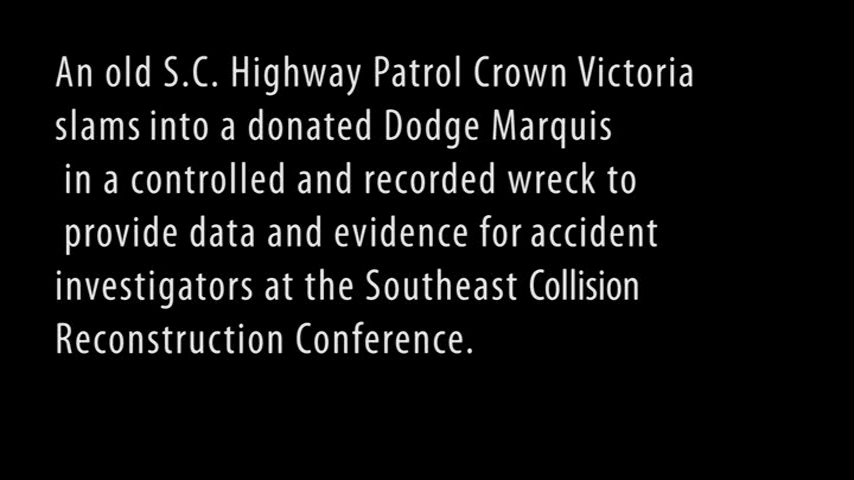 An old S.C. Highway Patrol Crown Victoria
slams into a donated Dodge Marquis
in a controlled and recorded wreck to
provide data and evidence for accident
investigators at the Southeast Collision
Reconstruction Conference.